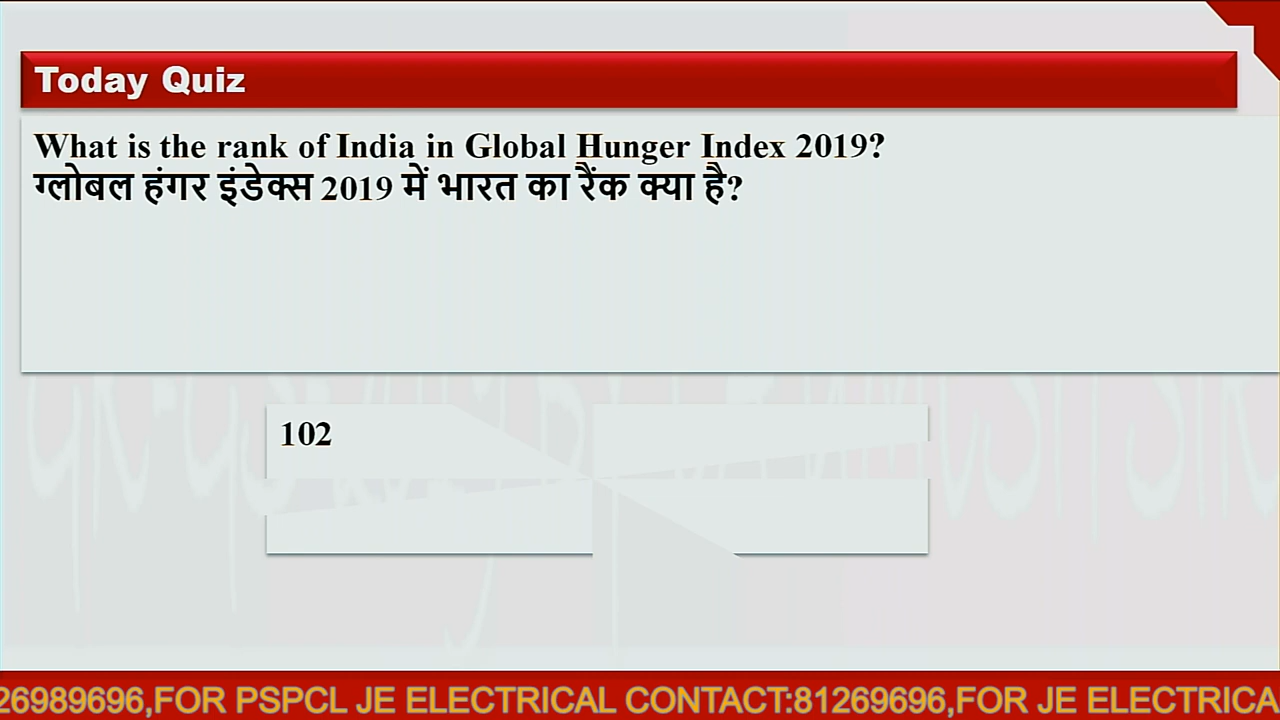 Today Quiz
What is the rank of India in Global Hunger Index 2019?
ग्लोबल हंगर इंडेक्स 2019 में भारत का रैंक क्या है?
102
26989696,FOR PSPCL JE ELECTRICAL CONTACT:81269696,FOR JE ELECTRICA